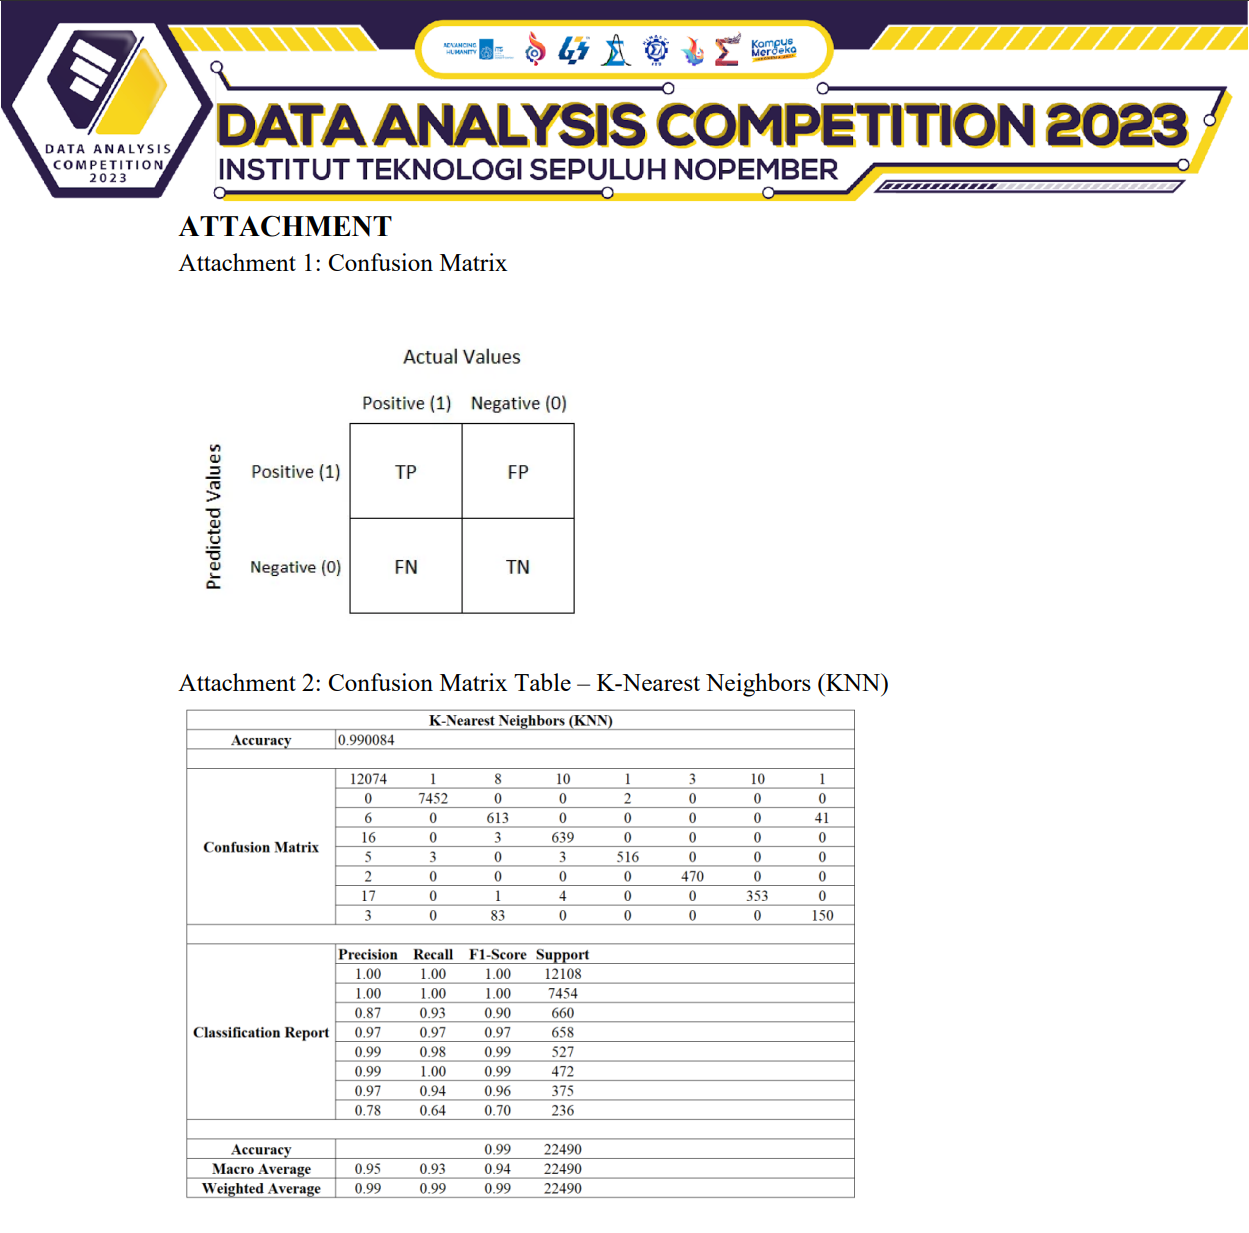 ADVANCING
HUMANITY
ITS
Kampus
Merdeka
DATA ANALYSIS
COMPETITION
2023
DATA ANALYSIS COMPETITION 2023
INSTITUT TEKNOLOGI SEPULUH NOPEMBER
ATTACHMENT
Attachment 1: Confusion Matrix
Actual Values
Positive (1) Negative (0)
Predicted Values
Positive (1) TP FP
Negative (0) FN TN
Attachment 2: Confusion Matrix Table – K-Nearest Neighbors (KNN)
K-Nearest Neighbors (KNN)
Accuracy 0.990084
Confusion Matrix
12074 1 8 10 1 3 10 1
0 7452 0 0 2 0 0 0
6 0 613 0 0 0 0 41
16 0 3 639 0 0 0 0
5 3 0 3 516 0 0 0
2 0 0 0 0 470 0 0
17 0 1 4 0 0 353 0
3 0 83 0 0 0 0 150
Classification Report
Precision Recall F1-Score Support
1.00 1.00 1.00 12108
1.00 1.00 1.00 7454
0.87 0.93 0.90 660
0.97 0.97 0.97 658
0.99 0.98 0.99 527
0.99 1.00 0.99 472
0.97 0.94 0.96 375
0.78 0.64 0.70 236
Accuracy 0.99 22490
Macro Average 0.95 0.93 0.94 22490
Weighted Average 0.99 0.99 0.99 22490